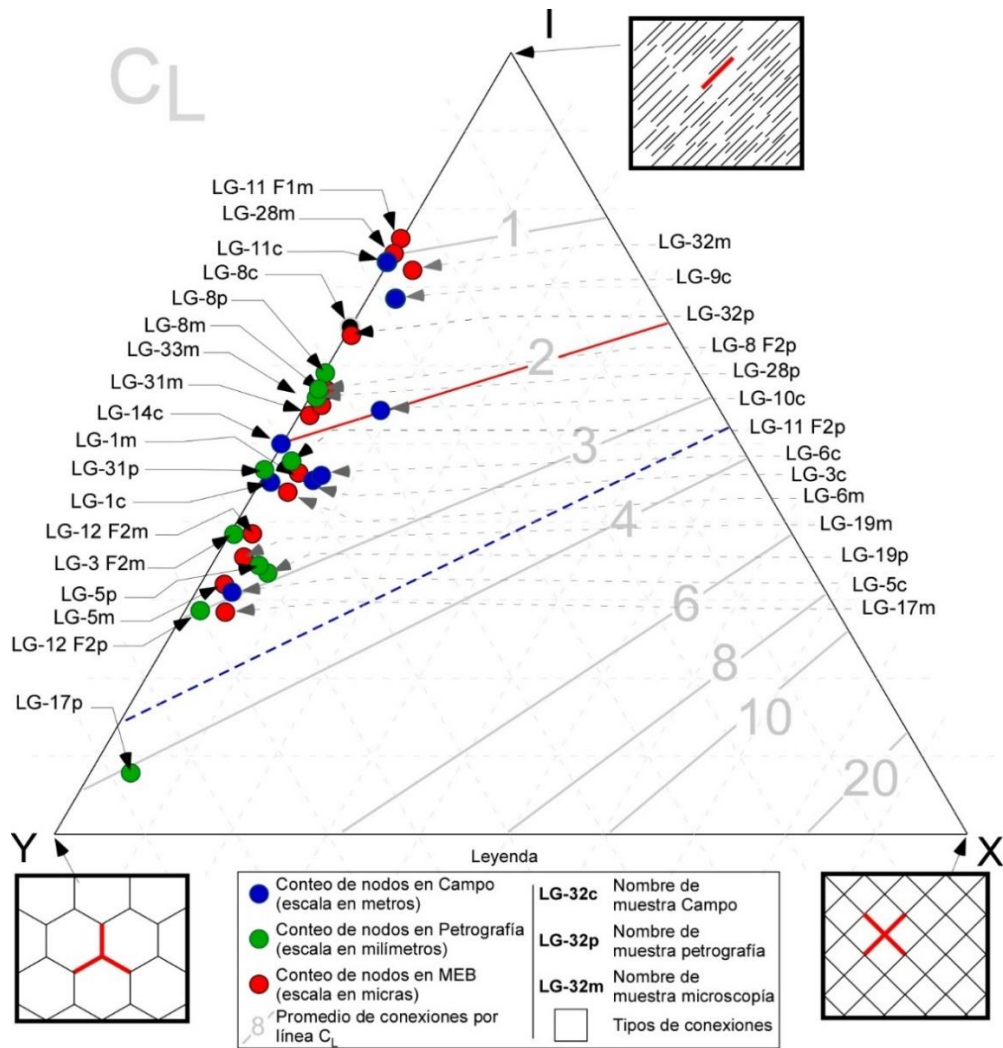 I
C_L
LG-11 F1m
LG-28m
LG-11c
LG-8c
LG-8p
LG-8m
LG-33m
LG-31m
LG-14c
LG-1m
LG-31p
LG-1c
LG-12 F2m
LG-3 F2m
LG-5p
LG-5m
LG-12 F2p
LG-17p
1
2
3
4
6
8
10
20
LG-32m
LG-9c
LG-32p
LG-8 F2p
LG-28p
LG-10c
LG-11 F2p
LG-6c
LG-3c
LG-6m
LG-19m
LG-19p
LG-5c
LG-17m
Y
X
Leyenda
Conteo de nodos en Campo
(escala en metros)
Conteo de nodos en Petrografía
(escala en milímetros)
Conteo de nodos en MEB
(escala en micras)
8
Promedio de conexiones por
línea C_L
LG-32c
Nombre de
muestra Campo
LG-32p
Nombre de
muestra petrografía
LG-32m
Nombre de
muestra microscopía
Tipos de conexiones